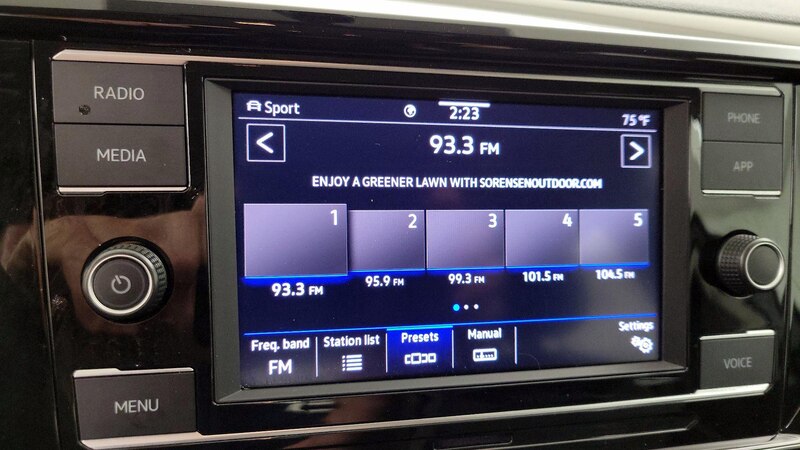 RADIO
MEDIA
MENU
Sport
2:23
75°F
<
93.3 FM
>
ENJOY A GREENER LAWN WITH SORENSENOUTDOOR.COM
1
2
3
4
5
93.3 FM
95.9 FM
99.3 FM
101.5 FM
104.5 FM
Freq. band
FM
Station list
Presets
Manual
Settings
PHONE
APP
VOICE